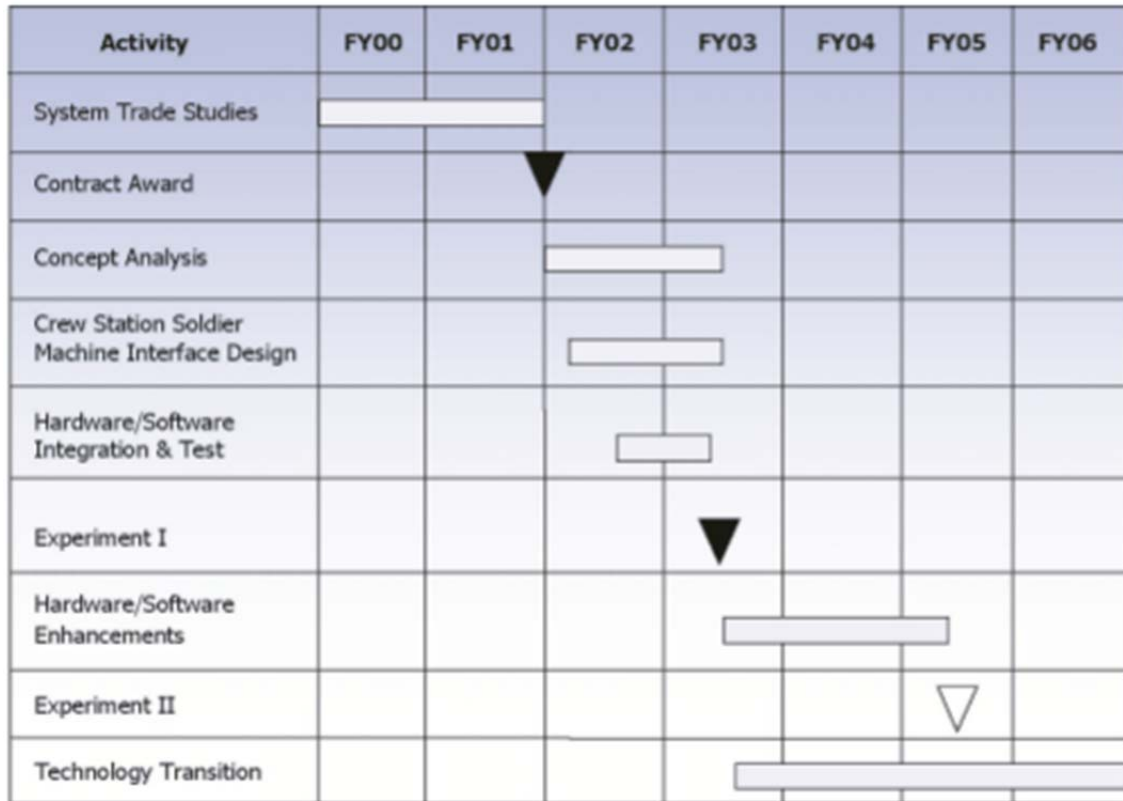 Activity FY00 FY01 FY02 FY03 FY04 FY05 FY06
System Trade Studies
Contract Award
Concept Analysis
Crew Station Soldier
Machine Interface Design
Hardware/Software
Integration & Test
Experiment I
Hardware/Software
Enhancements
Experiment II
Technology Transition